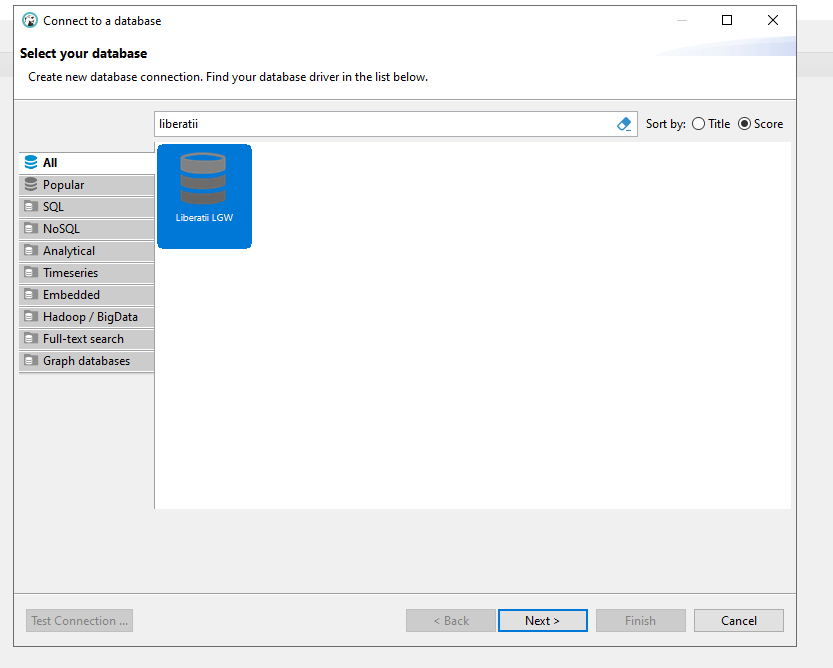 Connect to a database
Select your database
Create new database connection. Find your database driver in the list below.
liberatii
Sort by: Title Score
All
Popular
SQL
NoSQL
Analytical
Timeseries
Embedded
Hadoop / BigData
Full-text search
Graph databases
Liberatii LGW
Test Connection ...
< Back
Next >
Finish
Cancel